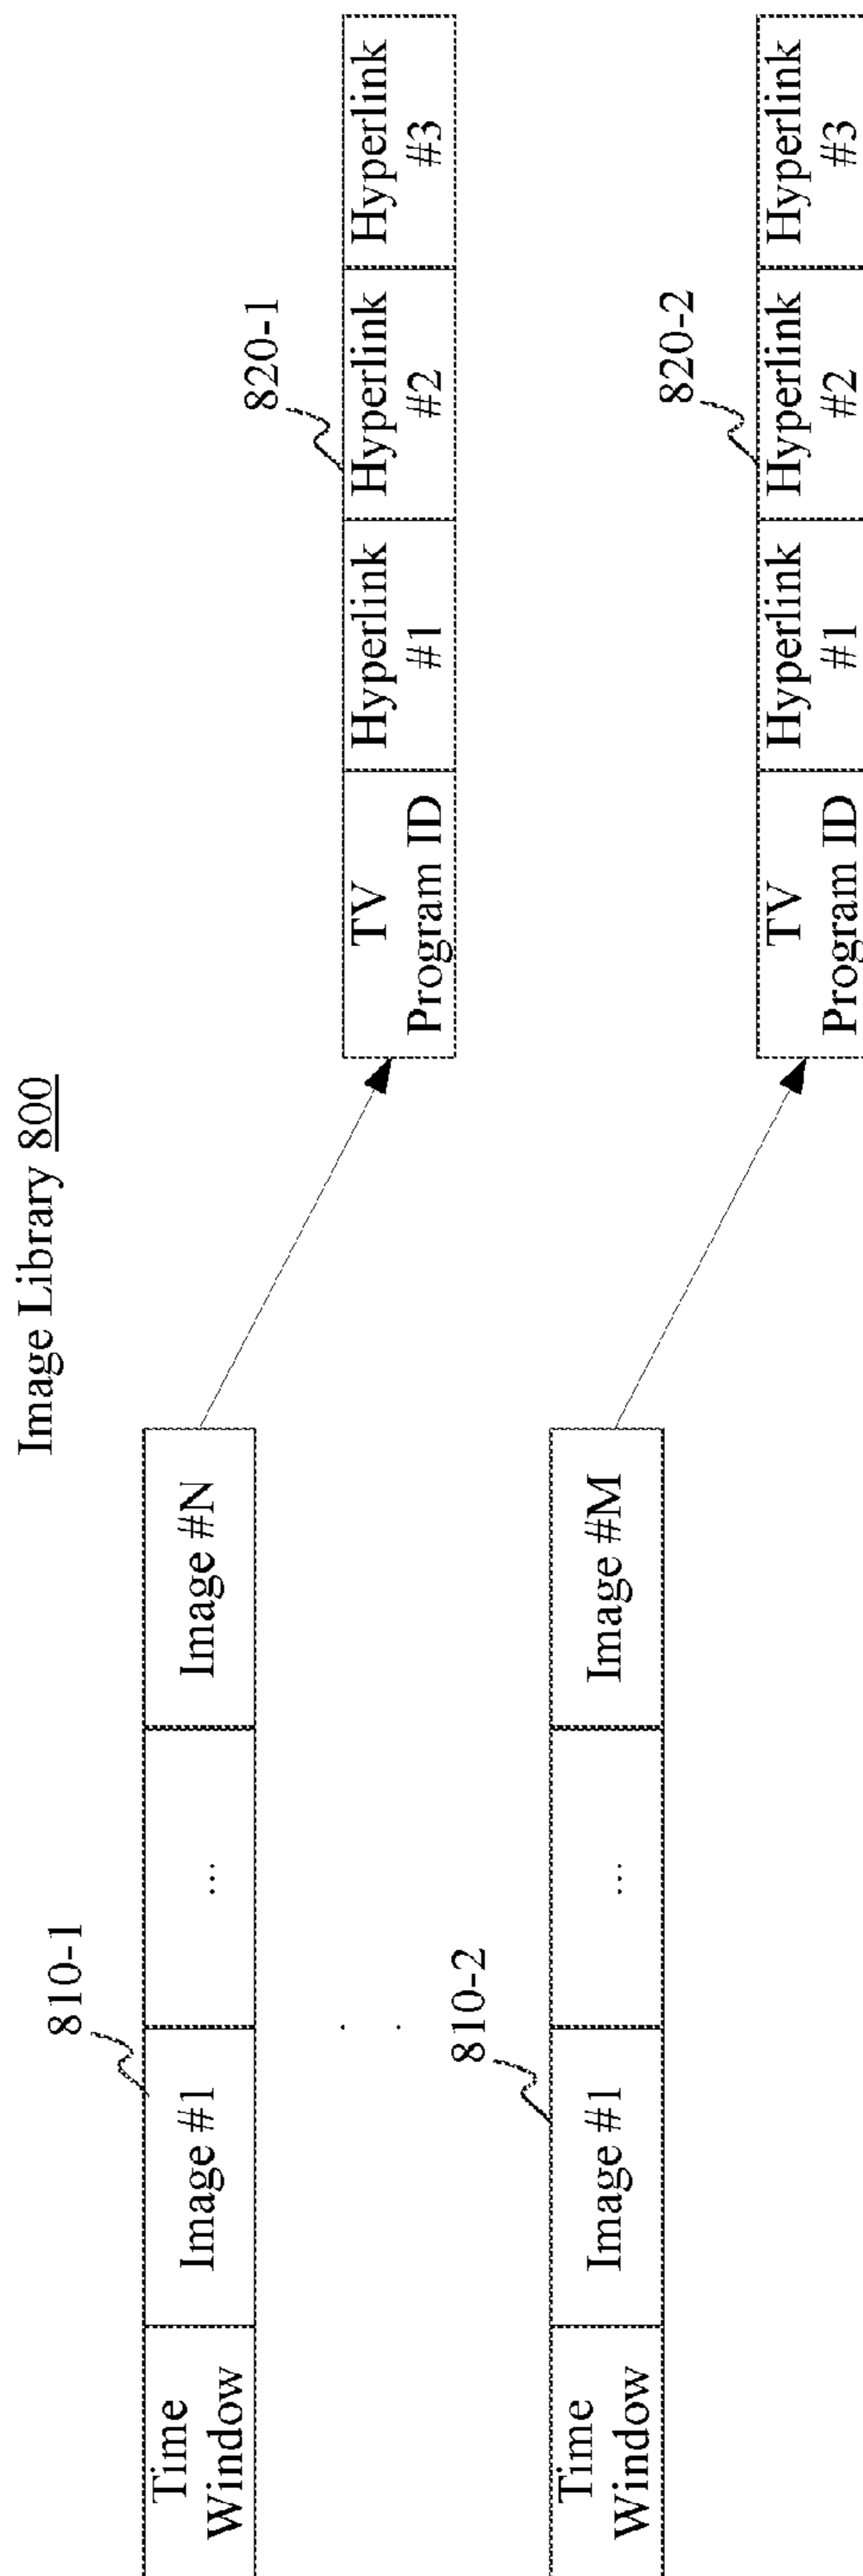 Image Library 800
810-1
Time
Window
Image #1
...
Image #N
820-1
TV
Program ID
Hyperlink
#1
Hyperlink
#2
Hyperlink
#3
810-2
Time
Window
Image #1
...
Image #M
820-2
TV
Program ID
Hyperlink
#1
Hyperlink
#2
Hyperlink
#3